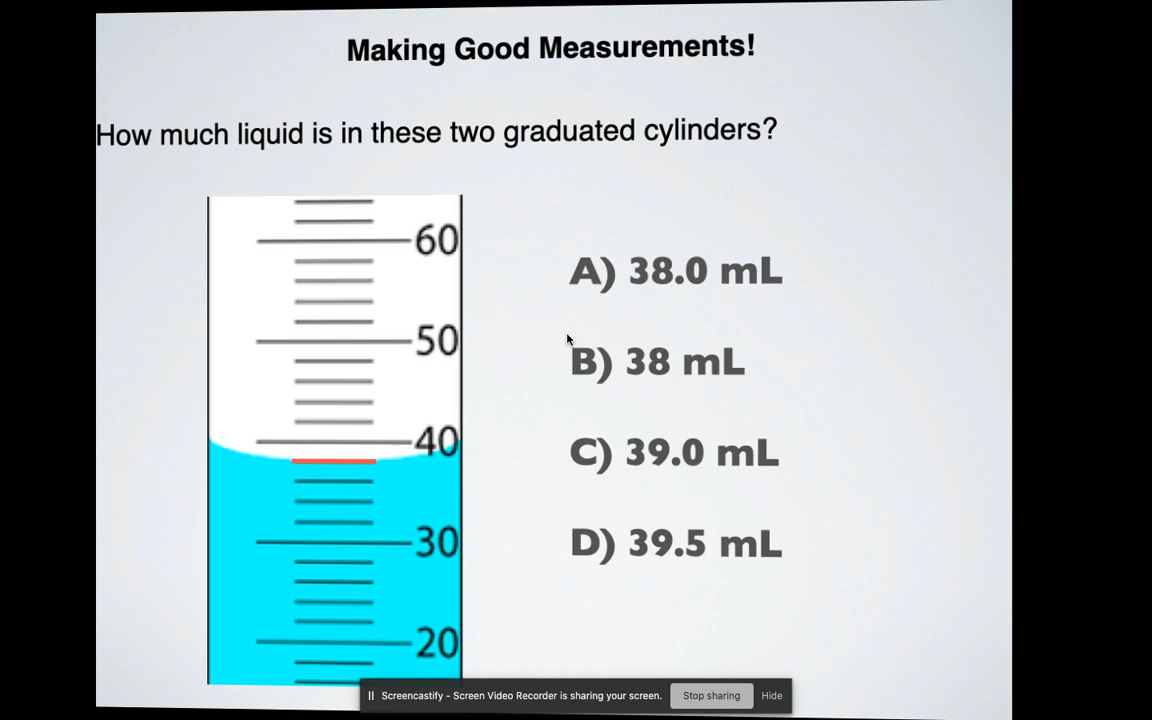 Making Good Measurements!
How much liquid is in these two graduated cylinders?
60
50
40
30
20
A) 38.0 mL
B) 38 mL
C) 39.0 mL
D) 39.5 mL
Screencastify - Screen Video Recorder is sharing your screen. Stop sharing Hide